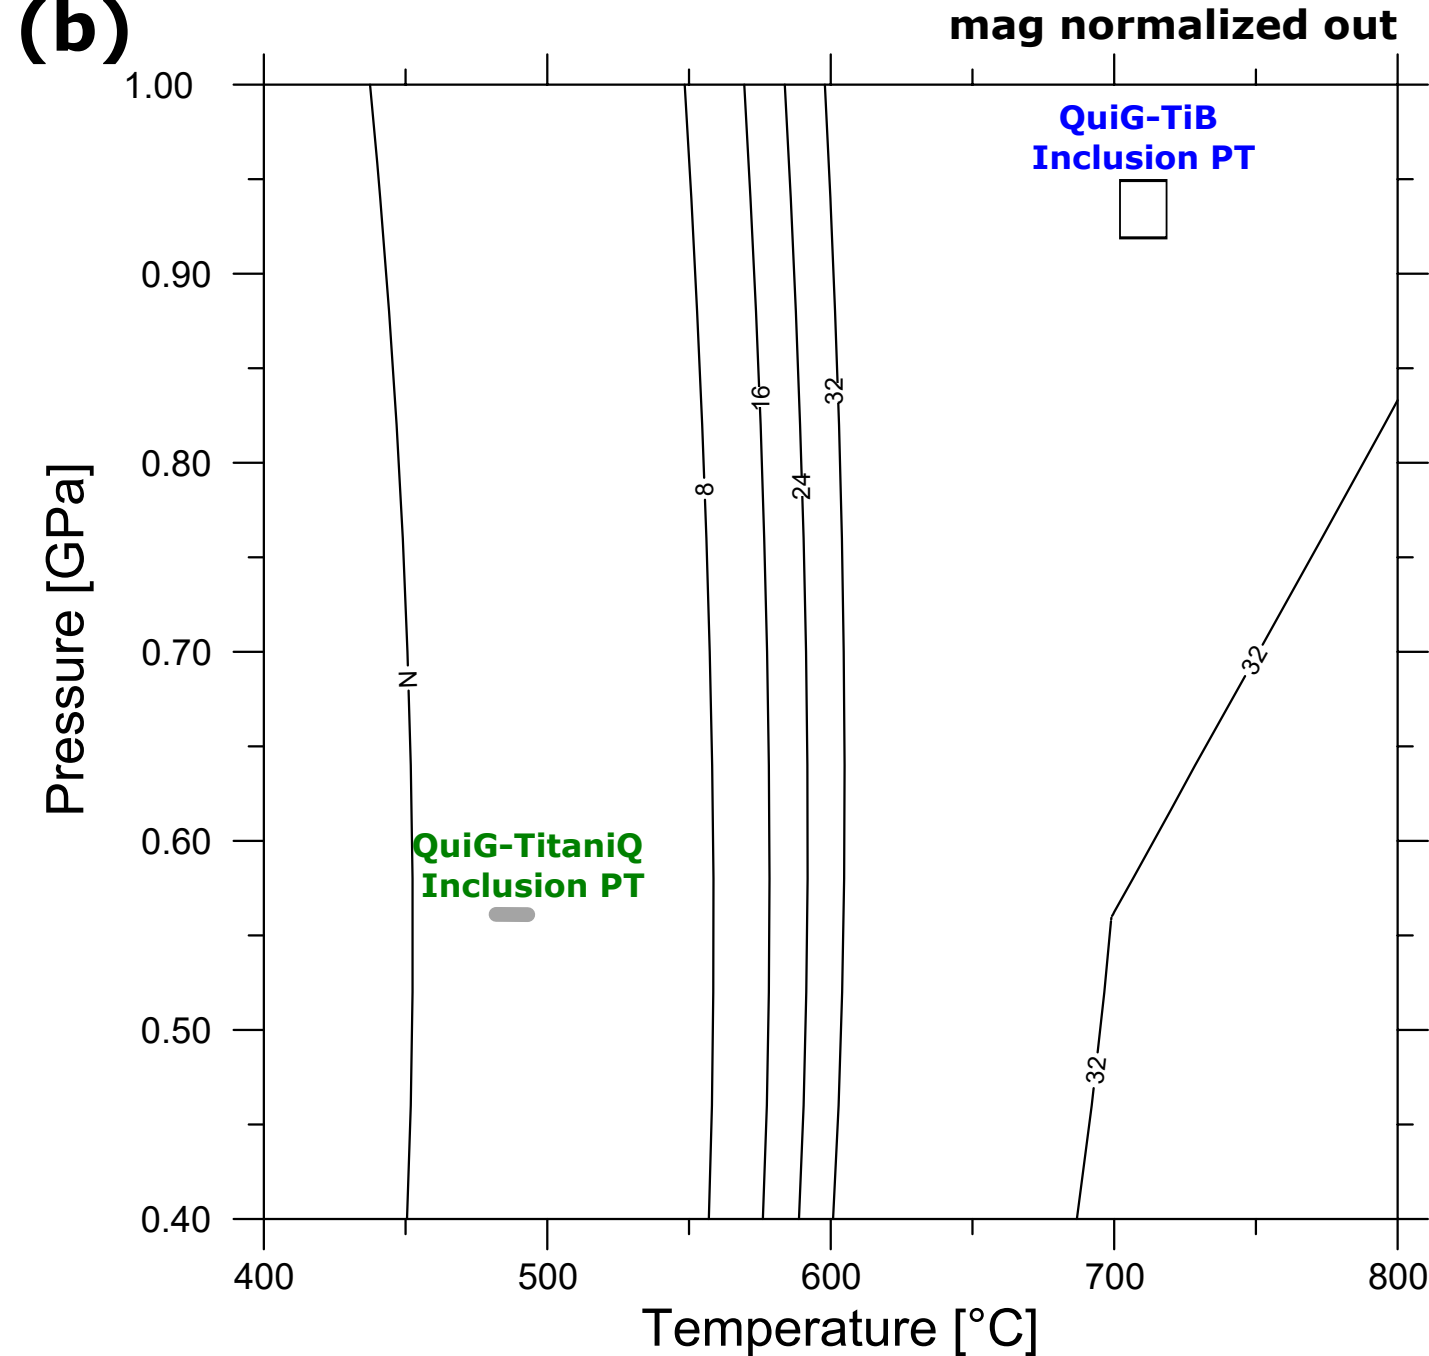 (b)
mag normalized out
1.00
QuiG-TiB
Inclusion PT
0.90
16
32
0.80
8
24
Pressure [GPa]
0.70
32
N
0.60
QuiG-TitaniQ
Inclusion PT
0.50
32
0.40
400
500
600
700
800
Temperature [°C]